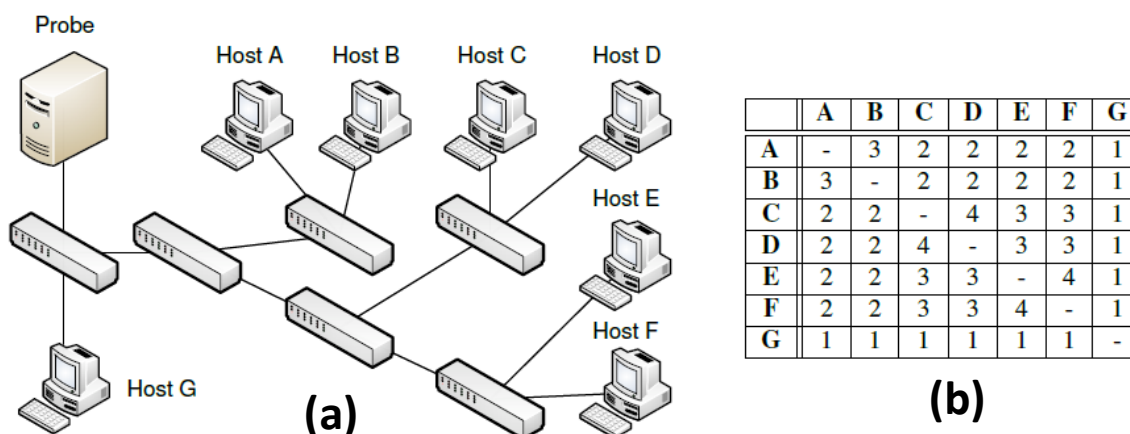 Probe
Host A
Host B
Host C
Host D
Host E
Host F
Host G
(a)
A B C D E F G
A - 3 2 2 2 2 1
B 3 - 2 2 2 2 1
C 2 2 - 4 3 3 1
D 2 2 4 - 3 3 1
E 2 2 3 3 - 4 1
F 2 2 3 3 4 - 1
G 1 1 1 1 1 1 -
(b)